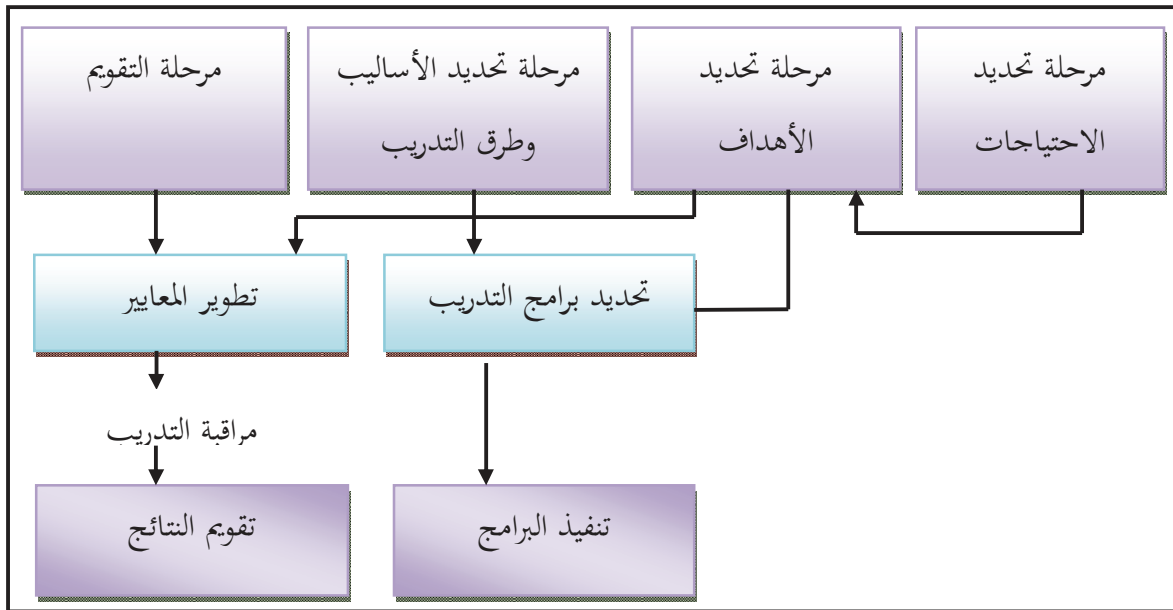 مرحلة تحديد
الاحتياجات
مرحلة تحديد
الأهداف
مرحلة تحديد الأساليب
وطرق التدريب
مرحلة التقويم
تحديد برامج التدريب
تطوير المعايير
مراقبة التدريب
تنفيذ البرامج
تقويم النتائج